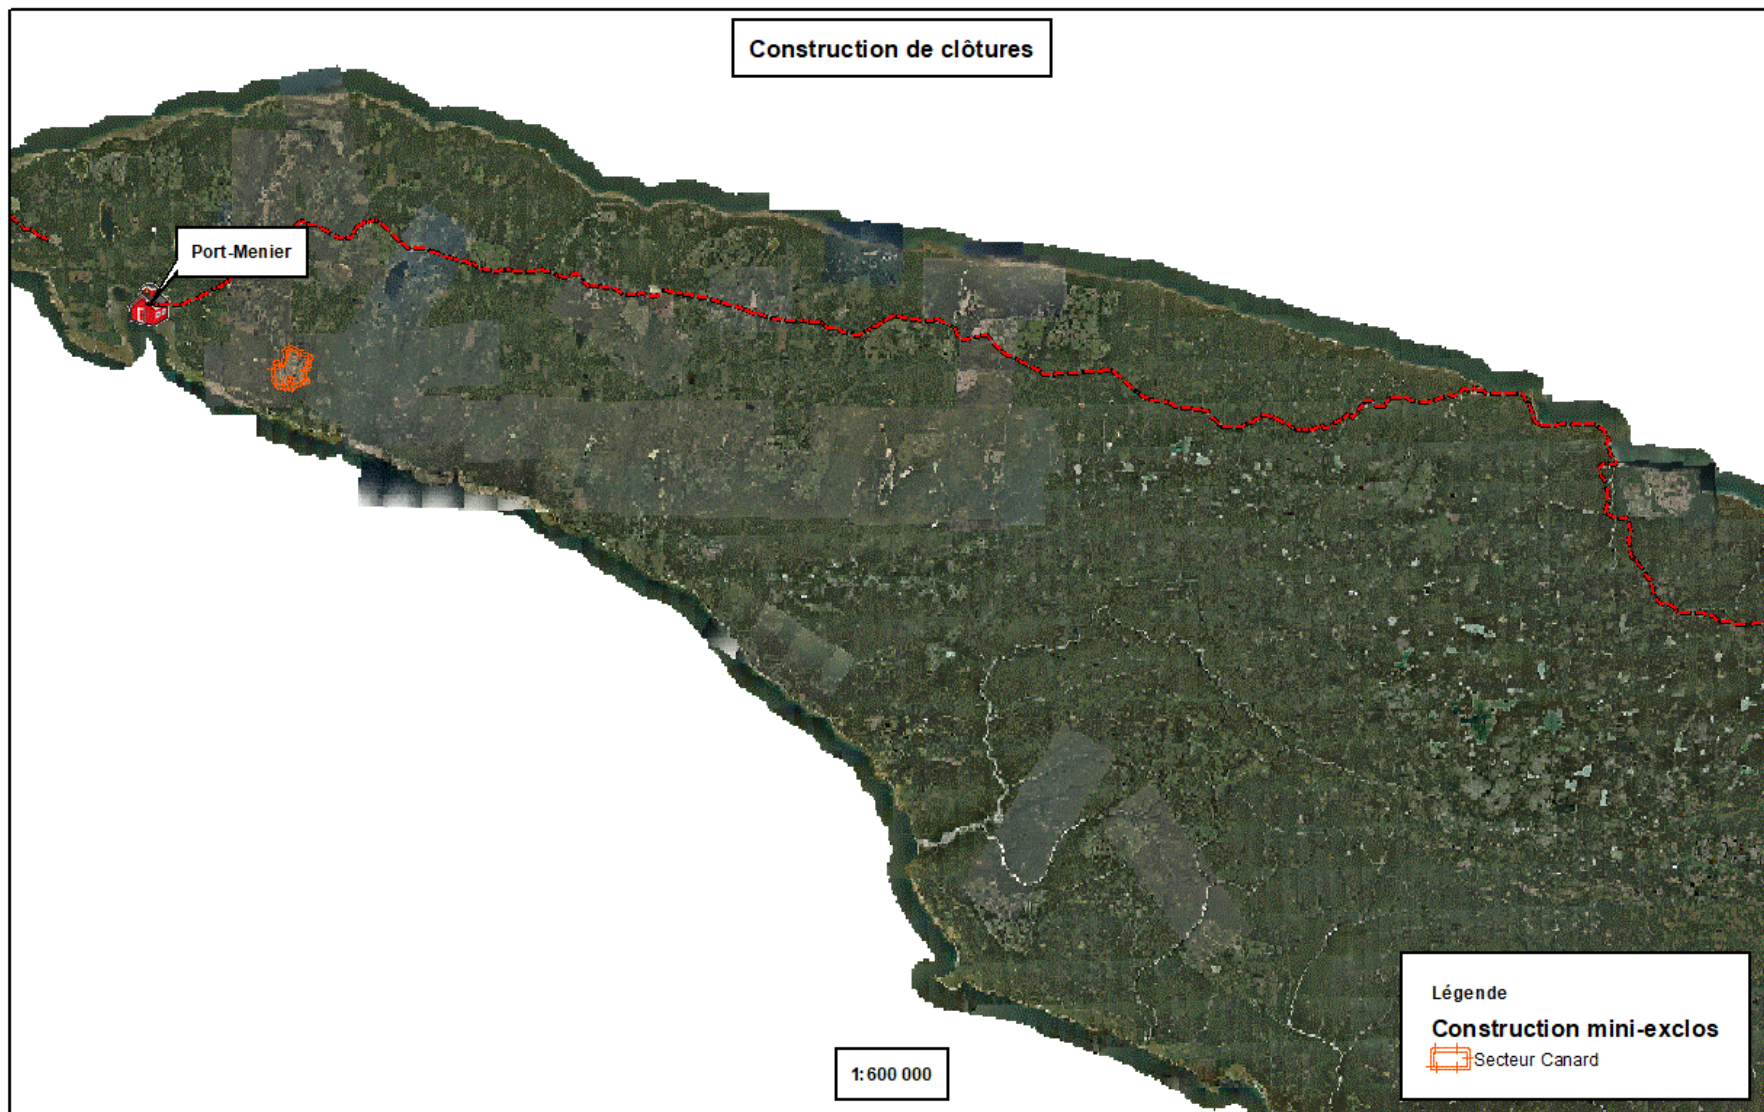 Construction de clôtures
Port-Menier
Légende
Construction mini-exclos
Secteur Canard
1:600 000